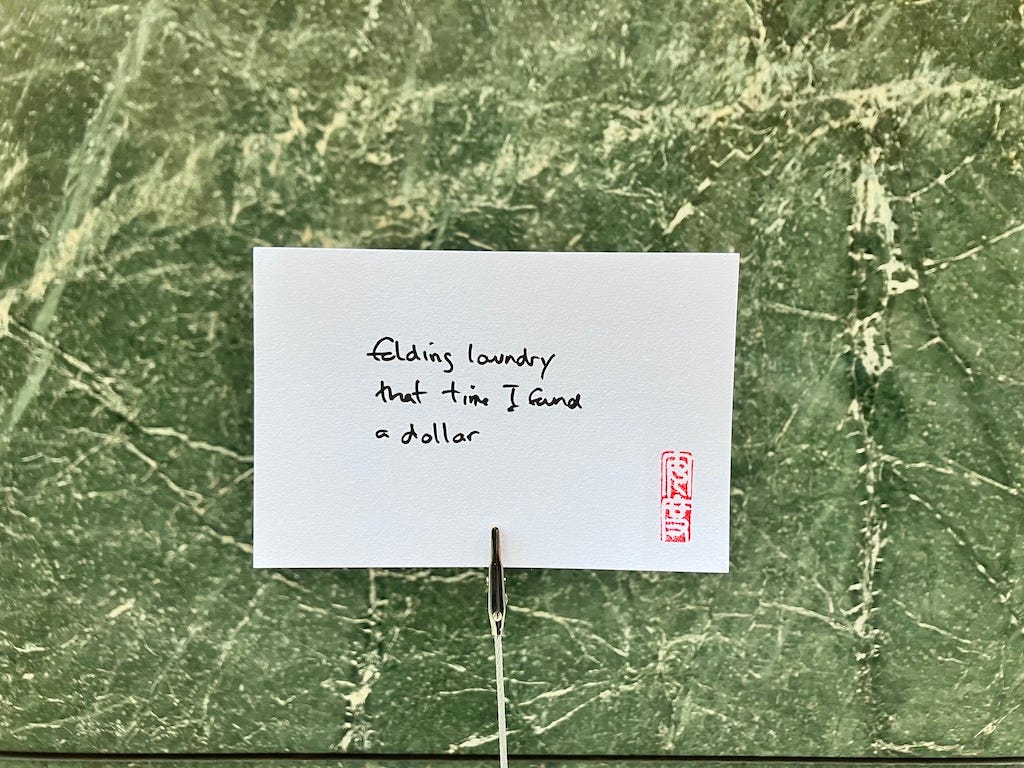 folding laundry
that time I found
a dollar